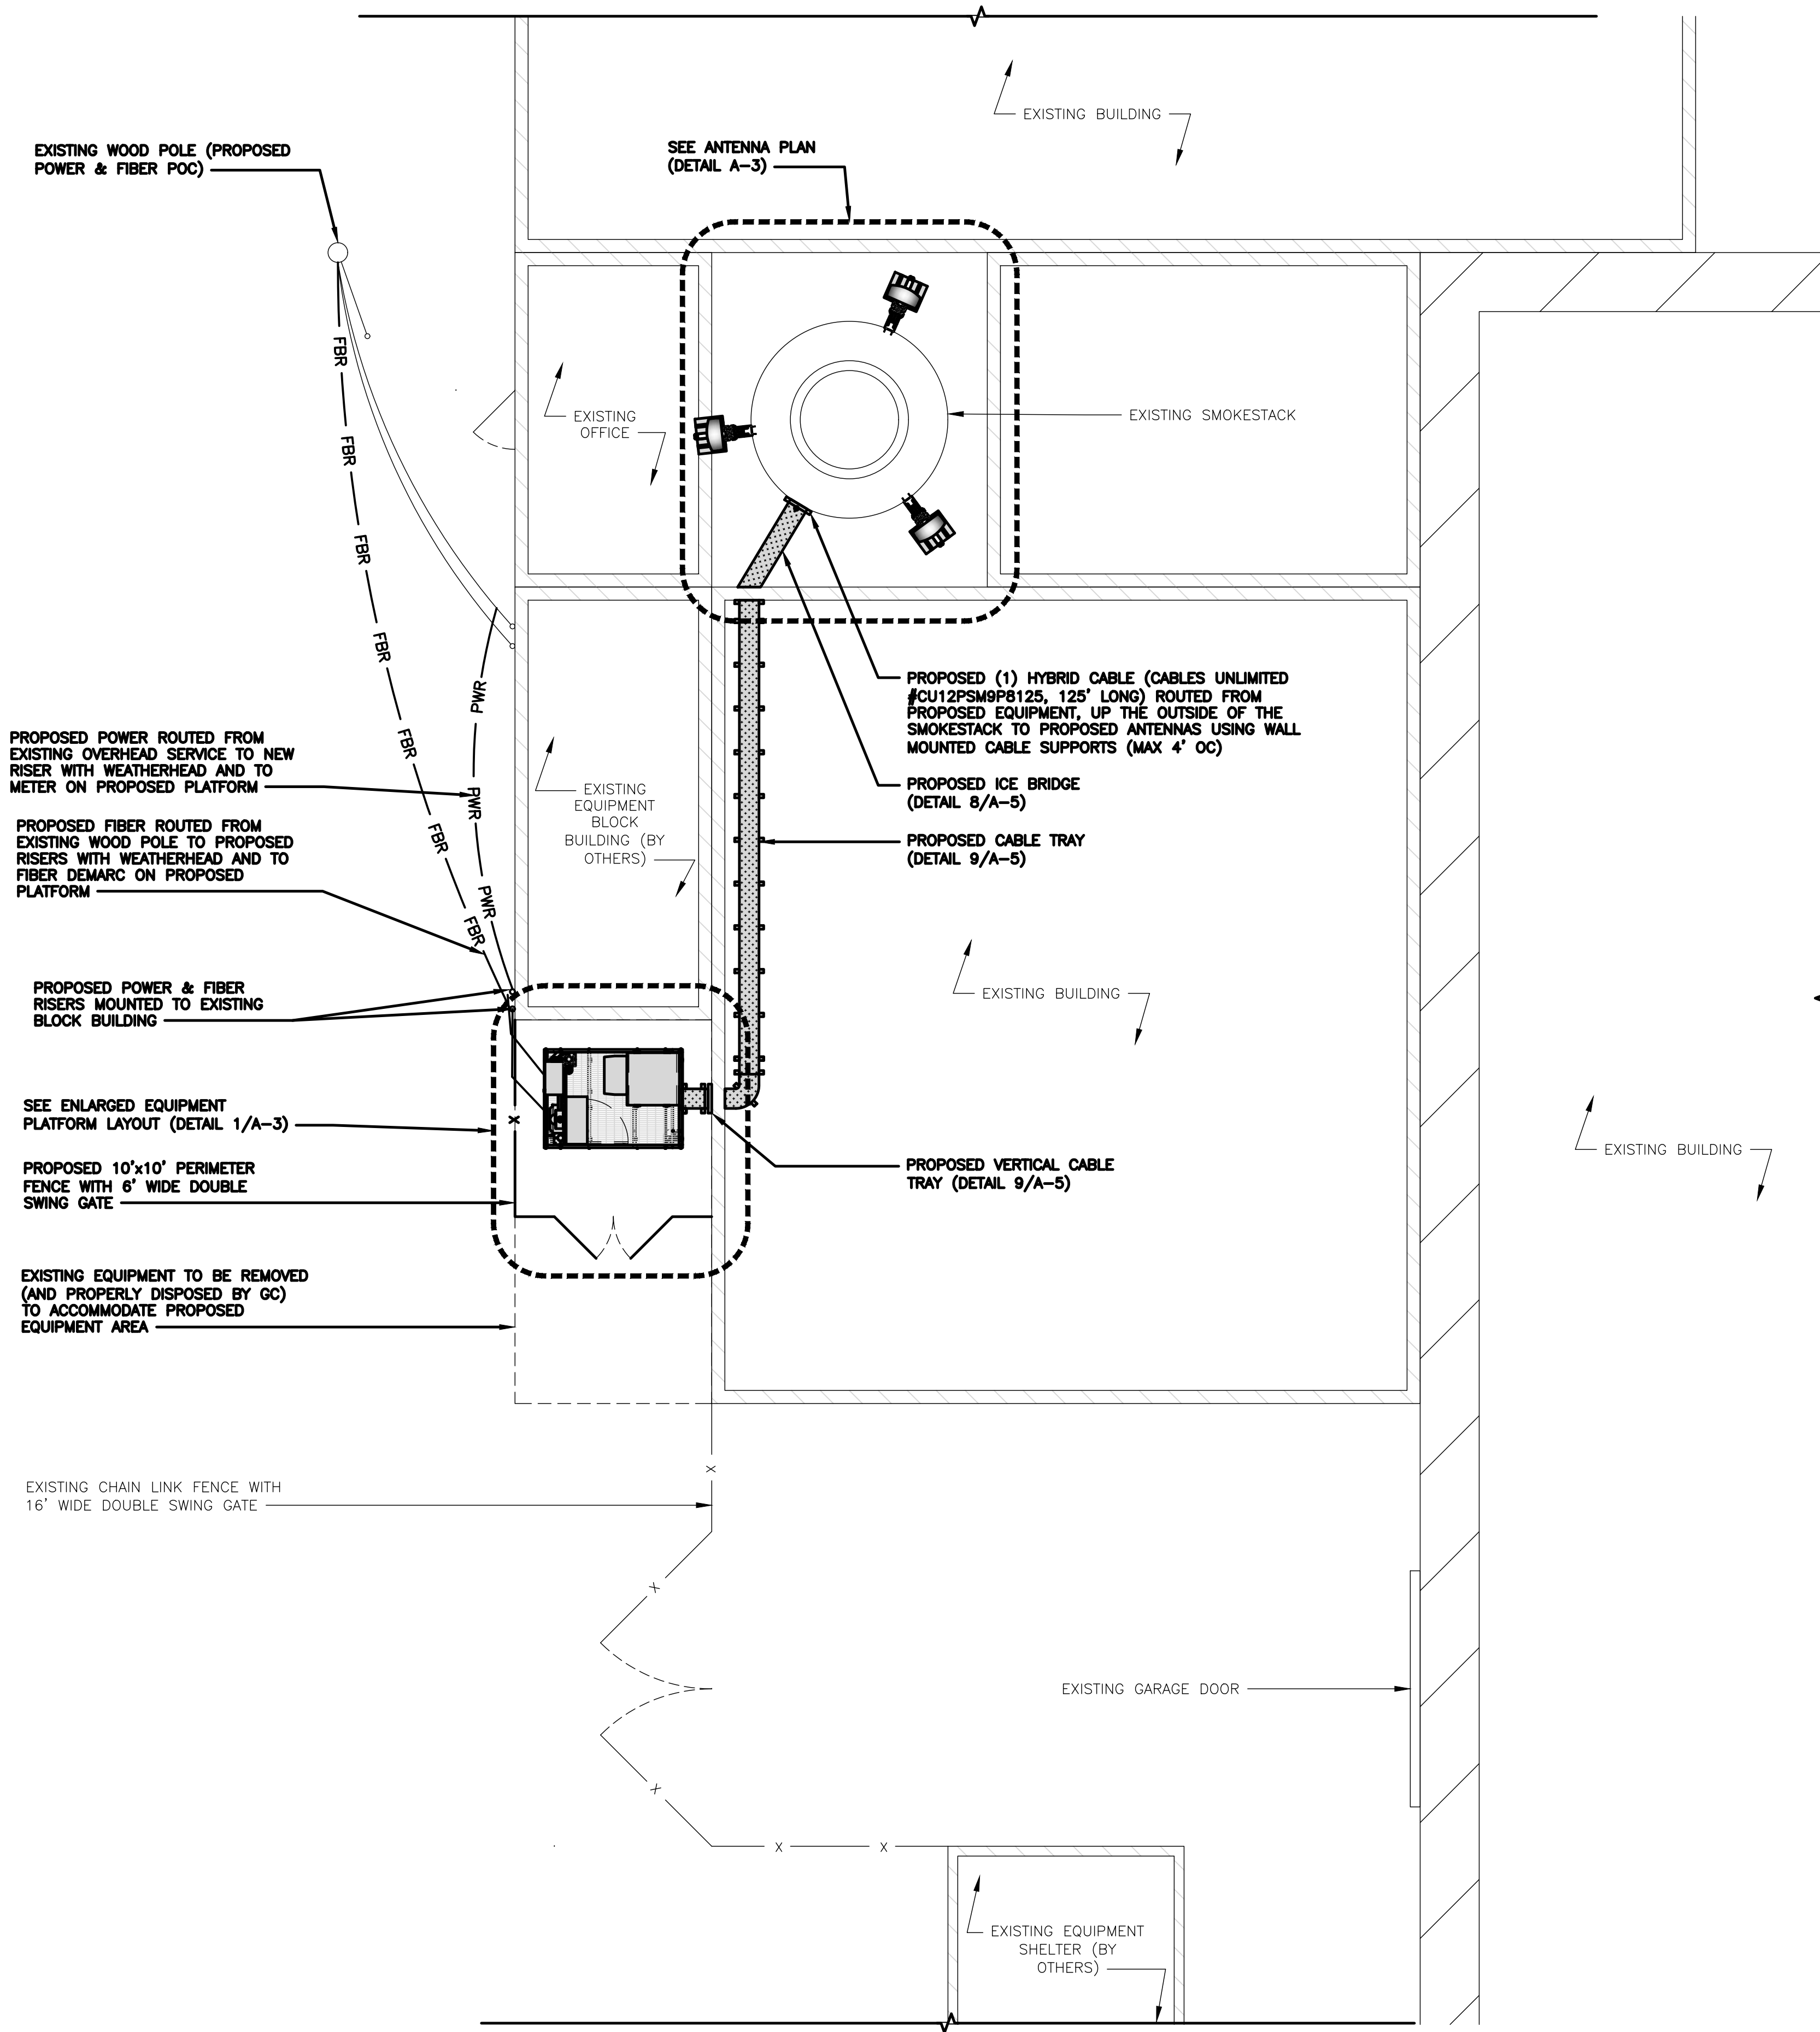 EXISTING BUILDING
EXISTING WOOD POLE (PROPOSED
POWER & FIBER POC)
SEE ANTENNA PLAN
(DETAIL A-3)
FBR
FBR
FBR
FBR
FBR
FBR
FBR
EXISTING
OFFICE
EXISTING SMOKESTACK
PWR
PWR
PWR
PROPOSED (1) HYBRID CABLE (CABLES UNLIMITED
#CU12PSM9P8125, 125' LONG) ROUTED FROM
PROPOSED EQUIPMENT, UP THE OUTSIDE OF THE
SMOKESTACK TO PROPOSED ANTENNAS USING WALL
MOUNTED CABLE SUPPORTS (MAX 4' OC)
PROPOSED POWER ROUTED FROM
EXISTING OVERHEAD SERVICE TO NEW
RISER WITH WEATHERHEAD AND TO
METER ON PROPOSED PLATFORM
EXISTING
EQUIPMENT
BLOCK
BUILDING (BY
OTHERS)
PROPOSED ICE BRIDGE
(DETAIL 8/A-5)
PROPOSED FIBER ROUTED FROM
EXISTING WOOD POLE TO PROPOSED
RISERS WITH WEATHERHEAD AND TO
FIBER DEMARC ON PROPOSED
PLATFORM
PROPOSED CABLE TRAY
(DETAIL 9/A-5)
PROPOSED POWER & FIBER
RISERS MOUNTED TO EXISTING
BLOCK BUILDING
EXISTING BUILDING
SEE ENLARGED EQUIPMENT
PLATFORM LAYOUT (DETAIL 1/A-3)
X
EXISTING BUILDING
PROPOSED 10'x10' PERIMETER
FENCE WITH 6' WIDE DOUBLE
SWING GATE
PROPOSED VERTICAL CABLE
TRAY (DETAIL 9/A-5)
EXISTING EQUIPMENT TO BE REMOVED
(AND PROPERLY DISPOSED BY GC)
TO ACCOMMODATE PROPOSED
EQUIPMENT AREA
X
EXISTING CHAIN LINK FENCE WITH
16' WIDE DOUBLE SWING GATE
X
EXISTING GARAGE DOOR
X
X
X
EXISTING EQUIPMENT
SHELTER (BY
OTHERS)